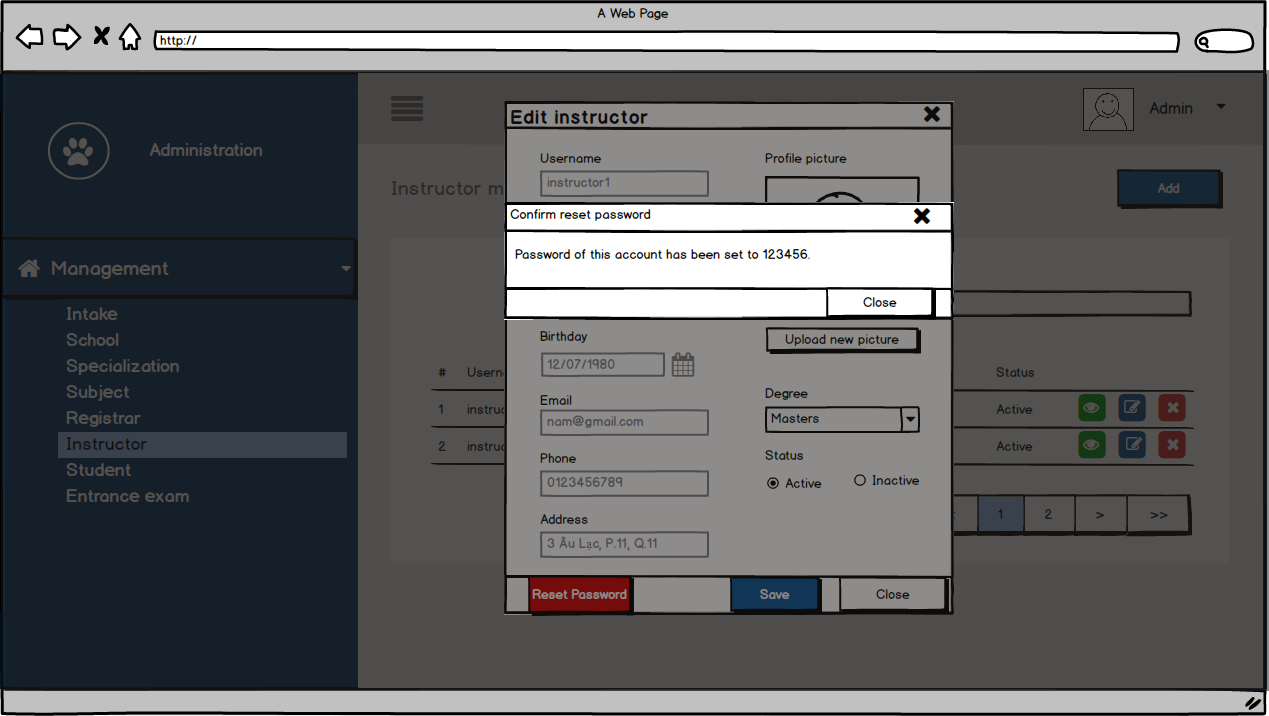 A Web Page
http://
Administration
Admin
Instructor m
Add
Management
Intake
School
Specialization
Subject
Registrar
Instructor
Student
Entrance exam
Edit instructor
Username
instructor1
Profile picture
Confirm reset password
Password of this account has been set to 123456.
Close
Birthday
12/07/1980
Upload new picture
Email
nam@gmail.com
Degree
Masters
Phone
0123456789
Status
Active
Inactive
Address
3 Âu Lạc, P.11, Q.11
Reset Password
Save
Close
# Usern Status
1 instruc Active
2 instruc Active
1 2 > >>